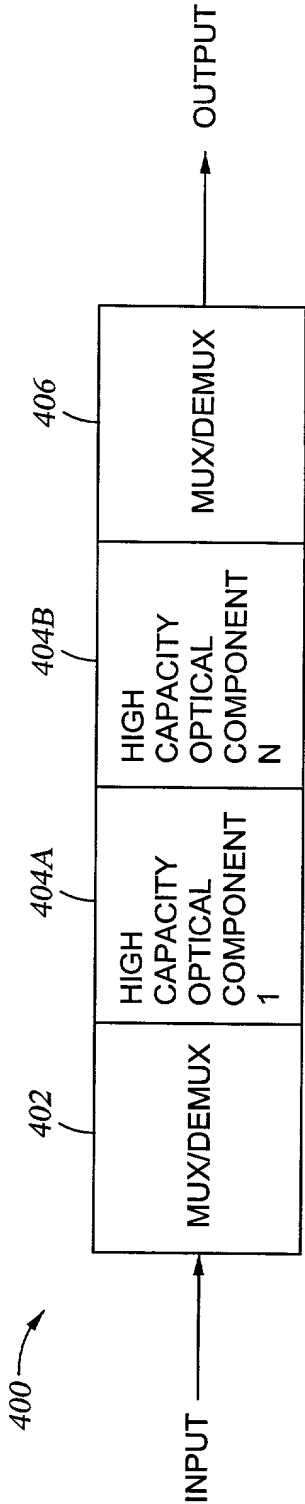 400
402
404A
404B
406
INPUT
MUX/DEMUX
HIGH
CAPACITY
OPTICAL
COMPONENT
1
HIGH
CAPACITY
OPTICAL
COMPONENT
N
MUX/DEMUX
OUTPUT